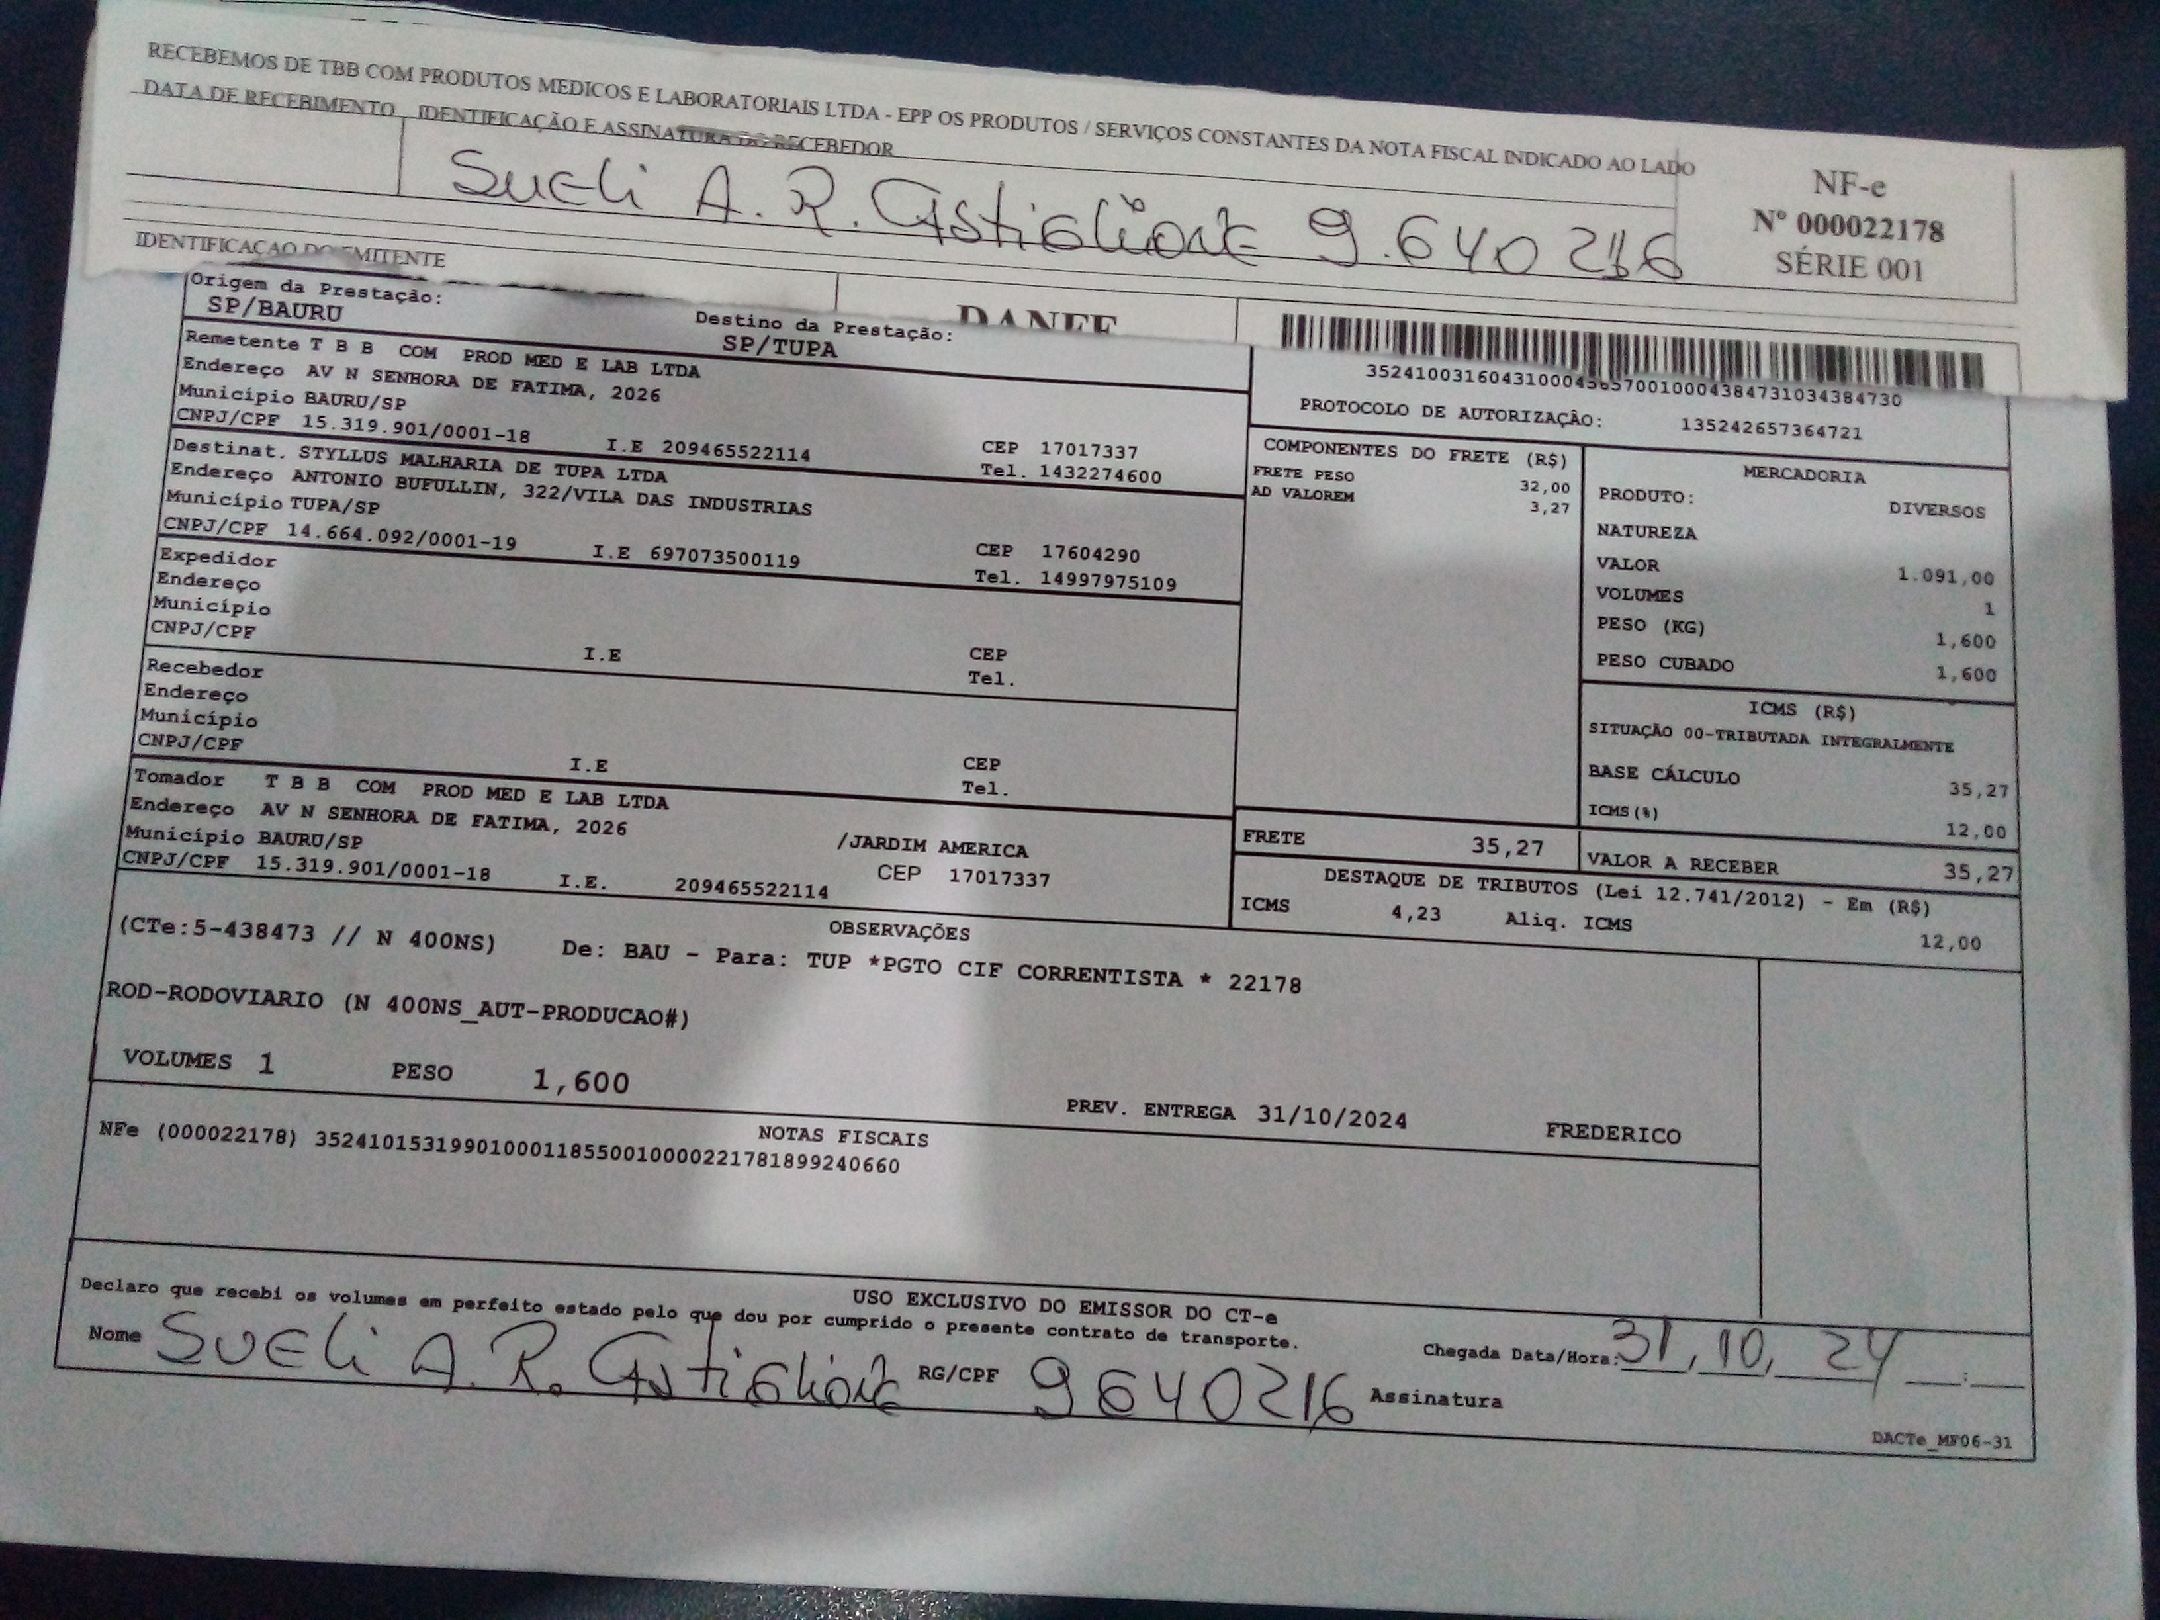 RECEBEMOS DE TBB COM PRODUTOS MEDICOS E LABORATORIAIS LTDA - EPP OS PRODUTOS / SERVIÇOS CONSTANTES DA NOTA FISCAL INDICADO AO LADO
DATA DE RECEBIMENTO IDENTIFICAÇÃO E ASSINATURA DO RECEBEDOR
Sueli A. R. Castiglione 9.640216
NF-e
Nº 000022178
SÉRIE 001
IDENTIFICAÇAO DO EMITENTE
DANFE
Origem da Prestação:
SP/BAURU
Destino da Prestação:
SP/TUPA
Remetente T B B COM PROD MED E LAB LTDA
Endereço AV N SENHORA DE FATIMA, 2026
Município BAURU/SP CEP 17017337
CNPJ/CPF 15.319.901/0001-18 I.E 209465522114 Tel. 1432274600
Destinat. STYLLUS MALHARIA DE TUPA LTDA
Endereço ANTONIO BUFULLIN, 322/VILA DAS INDUSTRIAS
Município TUPA/SP CEP 17604290
CNPJ/CPF 14.664.092/0001-19 I.E 697073500119 Tel. 14997975109
Expedidor
Endereço
Município CEP
CNPJ/CPF I.E Tel.
Recebedor
Endereço
Município CEP
CNPJ/CPF I.E Tel.
Tomador T B B COM PROD MED E LAB LTDA
Endereço AV N SENHORA DE FATIMA, 2026 /JARDIM AMERICA
Município BAURU/SP CEP 17017337
CNPJ/CPF 15.319.901/0001-18 I.E. 209465522114
PROTOCOLO DE AUTORIZAÇÃO: 135242657364721
COMPONENTES DO FRETE (R$)
FRETE PESO 32,00
AD VALOREM 3,27
MERCADORIA
PRODUTO: DIVERSOS
NATUREZA
VALOR 1.091,00
VOLUMES 1
PESO (KG) 1,600
PESO CUBADO 1,600
ICMS (R$)
SITUAÇÃO 00-TRIBUTADA INTEGRALMENTE
BASE CÁLCULO 35,27
ICMS(%) 12,00
FRETE 35,27 VALOR A RECEBER 35,27
DESTAQUE DE TRIBUTOS (Lei 12.741/2012) - Em (R$)
ICMS 4,23 Aliq. ICMS 12,00
OBSERVAÇÕES
(CTe:5-438473 // N 400NS) De: BAU - Para: TUP *PGTO CIF CORRENTISTA * 22178
ROD-RODOVIARIO (N 400NS_AUT-PRODUCAO#)
VOLUMES 1 PESO 1,600 PREV. ENTREGA 31/10/2024 FREDERICO
NOTAS FISCAIS
NFe (000022178) 35241015319901000118550010000221781899240660
USO EXCLUSIVO DO EMISSOR DO CT-e
Declaro que recebi os volumes em perfeito estado pelo que dou por cumprido o presente contrato de transporte.
Nome Sueli A. R. Castiglione RG/CPF 9640216 Assinatura
Chegada Data/Hora: 31, 10, 24 __:__
DACTe_MF06-31